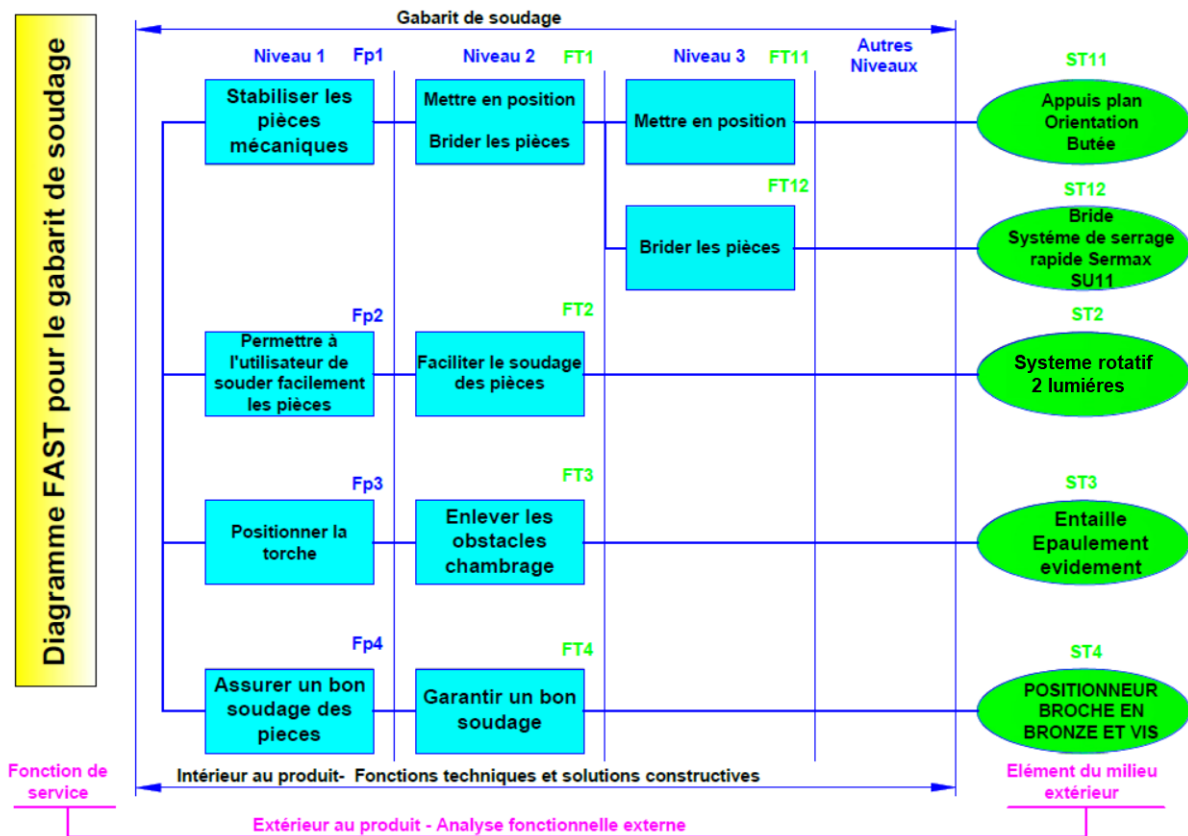 Diagramme FAST pour le gabarit de soudage
Gabarit de soudage
Niveau 1
Fp1
Niveau 2
FT1
Niveau 3
FT11
Autres
Niveaux
ST11
Stabiliser les
pièces
mécaniques
Mettre en position
Brider les pièces
Mettre en position
Appuis plan
Orientation
Butée
FT12
ST12
Brider les pièces
Bride
Systéme de serrage
rapide Sermax
SU11
Fp2
FT2
ST2
Permettre à
l'utilisateur de
souder facilement
les pièces
Faciliter le soudage
des pièces
Systeme rotatif
2 lumiéres
Fp3
FT3
ST3
Positionner la
torche
Enlever les
obstacles
chambrage
Entaille
Epaulement
evidement
Fp4
FT4
ST4
Assurer un bon
soudage des
pieces
Garantir un bon
soudage
POSITIONNEUR
BROCHE EN
BRONZE ET VIS
Fonction de
service
Intérieur au produit- Fonctions techniques et solutions constructives
Elément du milieu
extérieur
Extérieur au produit - Analyse fonctionnelle externe